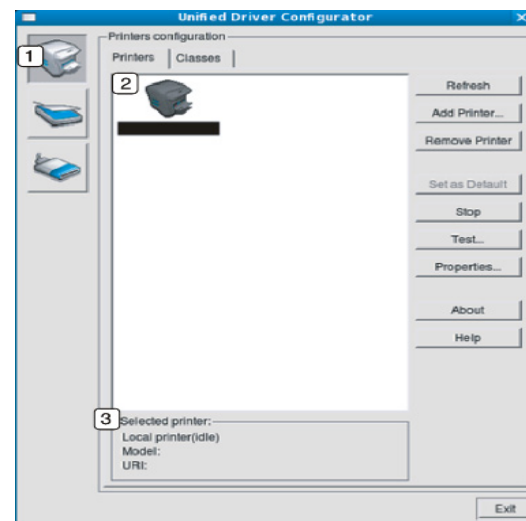 Unified Driver Configurator
Printers configuration
1
Printers
Classes
2
Refresh
Add Printer...
Remove Printer
Set as Default
Stop
Test...
Properties...
About
Help
3
Selected printer:
Local printer(idle)
Model:
URI:
Exit